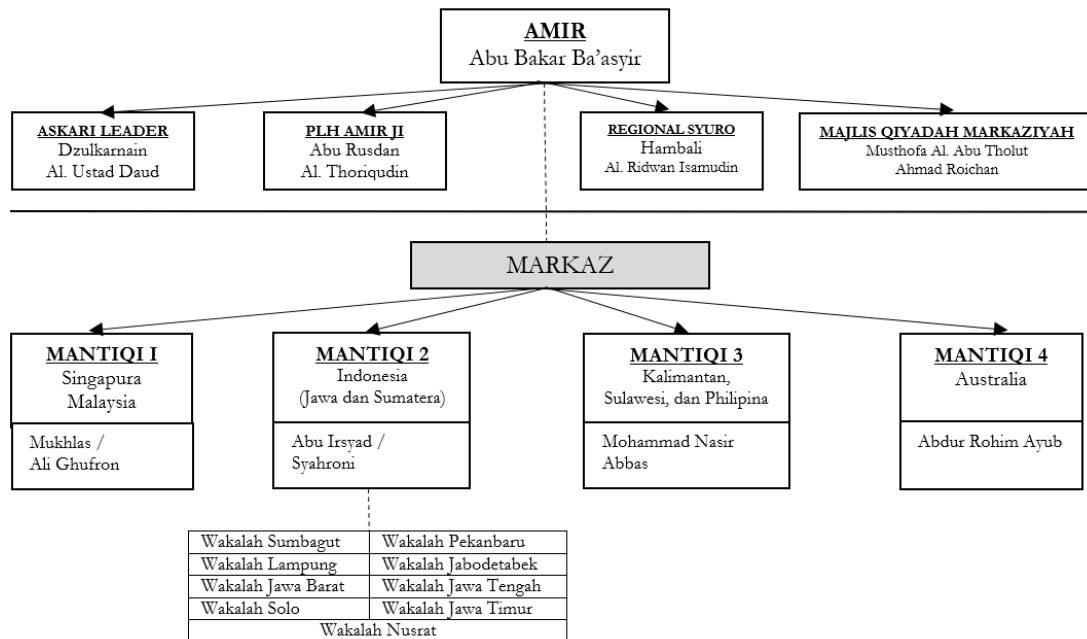 AMIR
Abu Bakar Ba’asyir
ASKARI LEADER
Dzulkarnain
Al. Ustad Daud
PLH AMIR JI
Abu Rusdan
Al. Thoriqudin
REGIONAL SYURO
Hambali
Al. Ridwan Isamudin
MAJLIS QIYADAH MARKAZIYAH
Musthofa Al. Abu Tholut
Ahmad Roichan
MARKAZ
MANTIQI I
Singapura
Malaysia
Mukhlas /
Ali Ghufron
MANTIQI 2
Indonesia
(Jawa dan Sumatera)
Abu Irsyad /
Syahroni
MANTIQI 3
Kalimantan,
Sulawesi, dan Philipina
Mohammad Nasir
Abbas
MANTIQI 4
Australia
Abdur Rohim Ayub
Wakalah Sumbagut
Wakalah Pekanbaru
Wakalah Lampung
Wakalah Jabodetabek
Wakalah Jawa Barat
Wakalah Jawa Tengah
Wakalah Solo
Wakalah Jawa Timur
Wakalah Nusrat